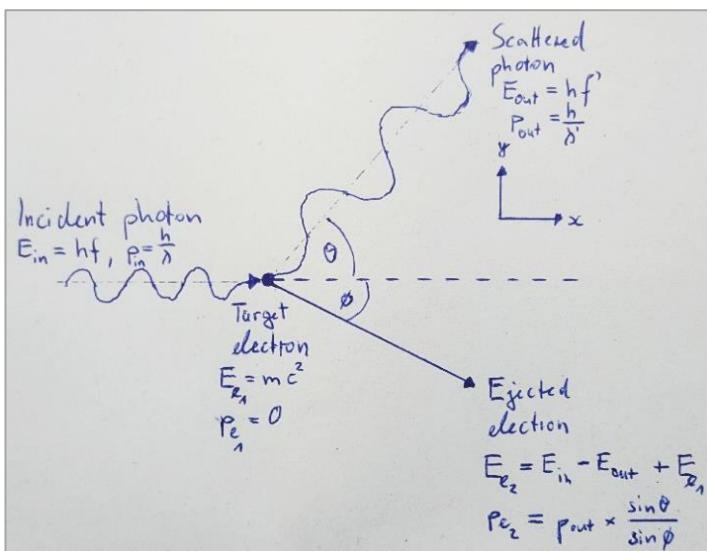 Scattered
photon
E_out = hf'
p_out = h/λ'
y
x
Incident photon
E_in = hf, p_in = h/λ
θ
ϕ
Target
electron
E_e₁ = mc²
p_e₁ = 0
Ejected
electron
E_e₂ = E_in - E_out + E_e₁
p_e₂ = p_out × sinθ/sinϕ